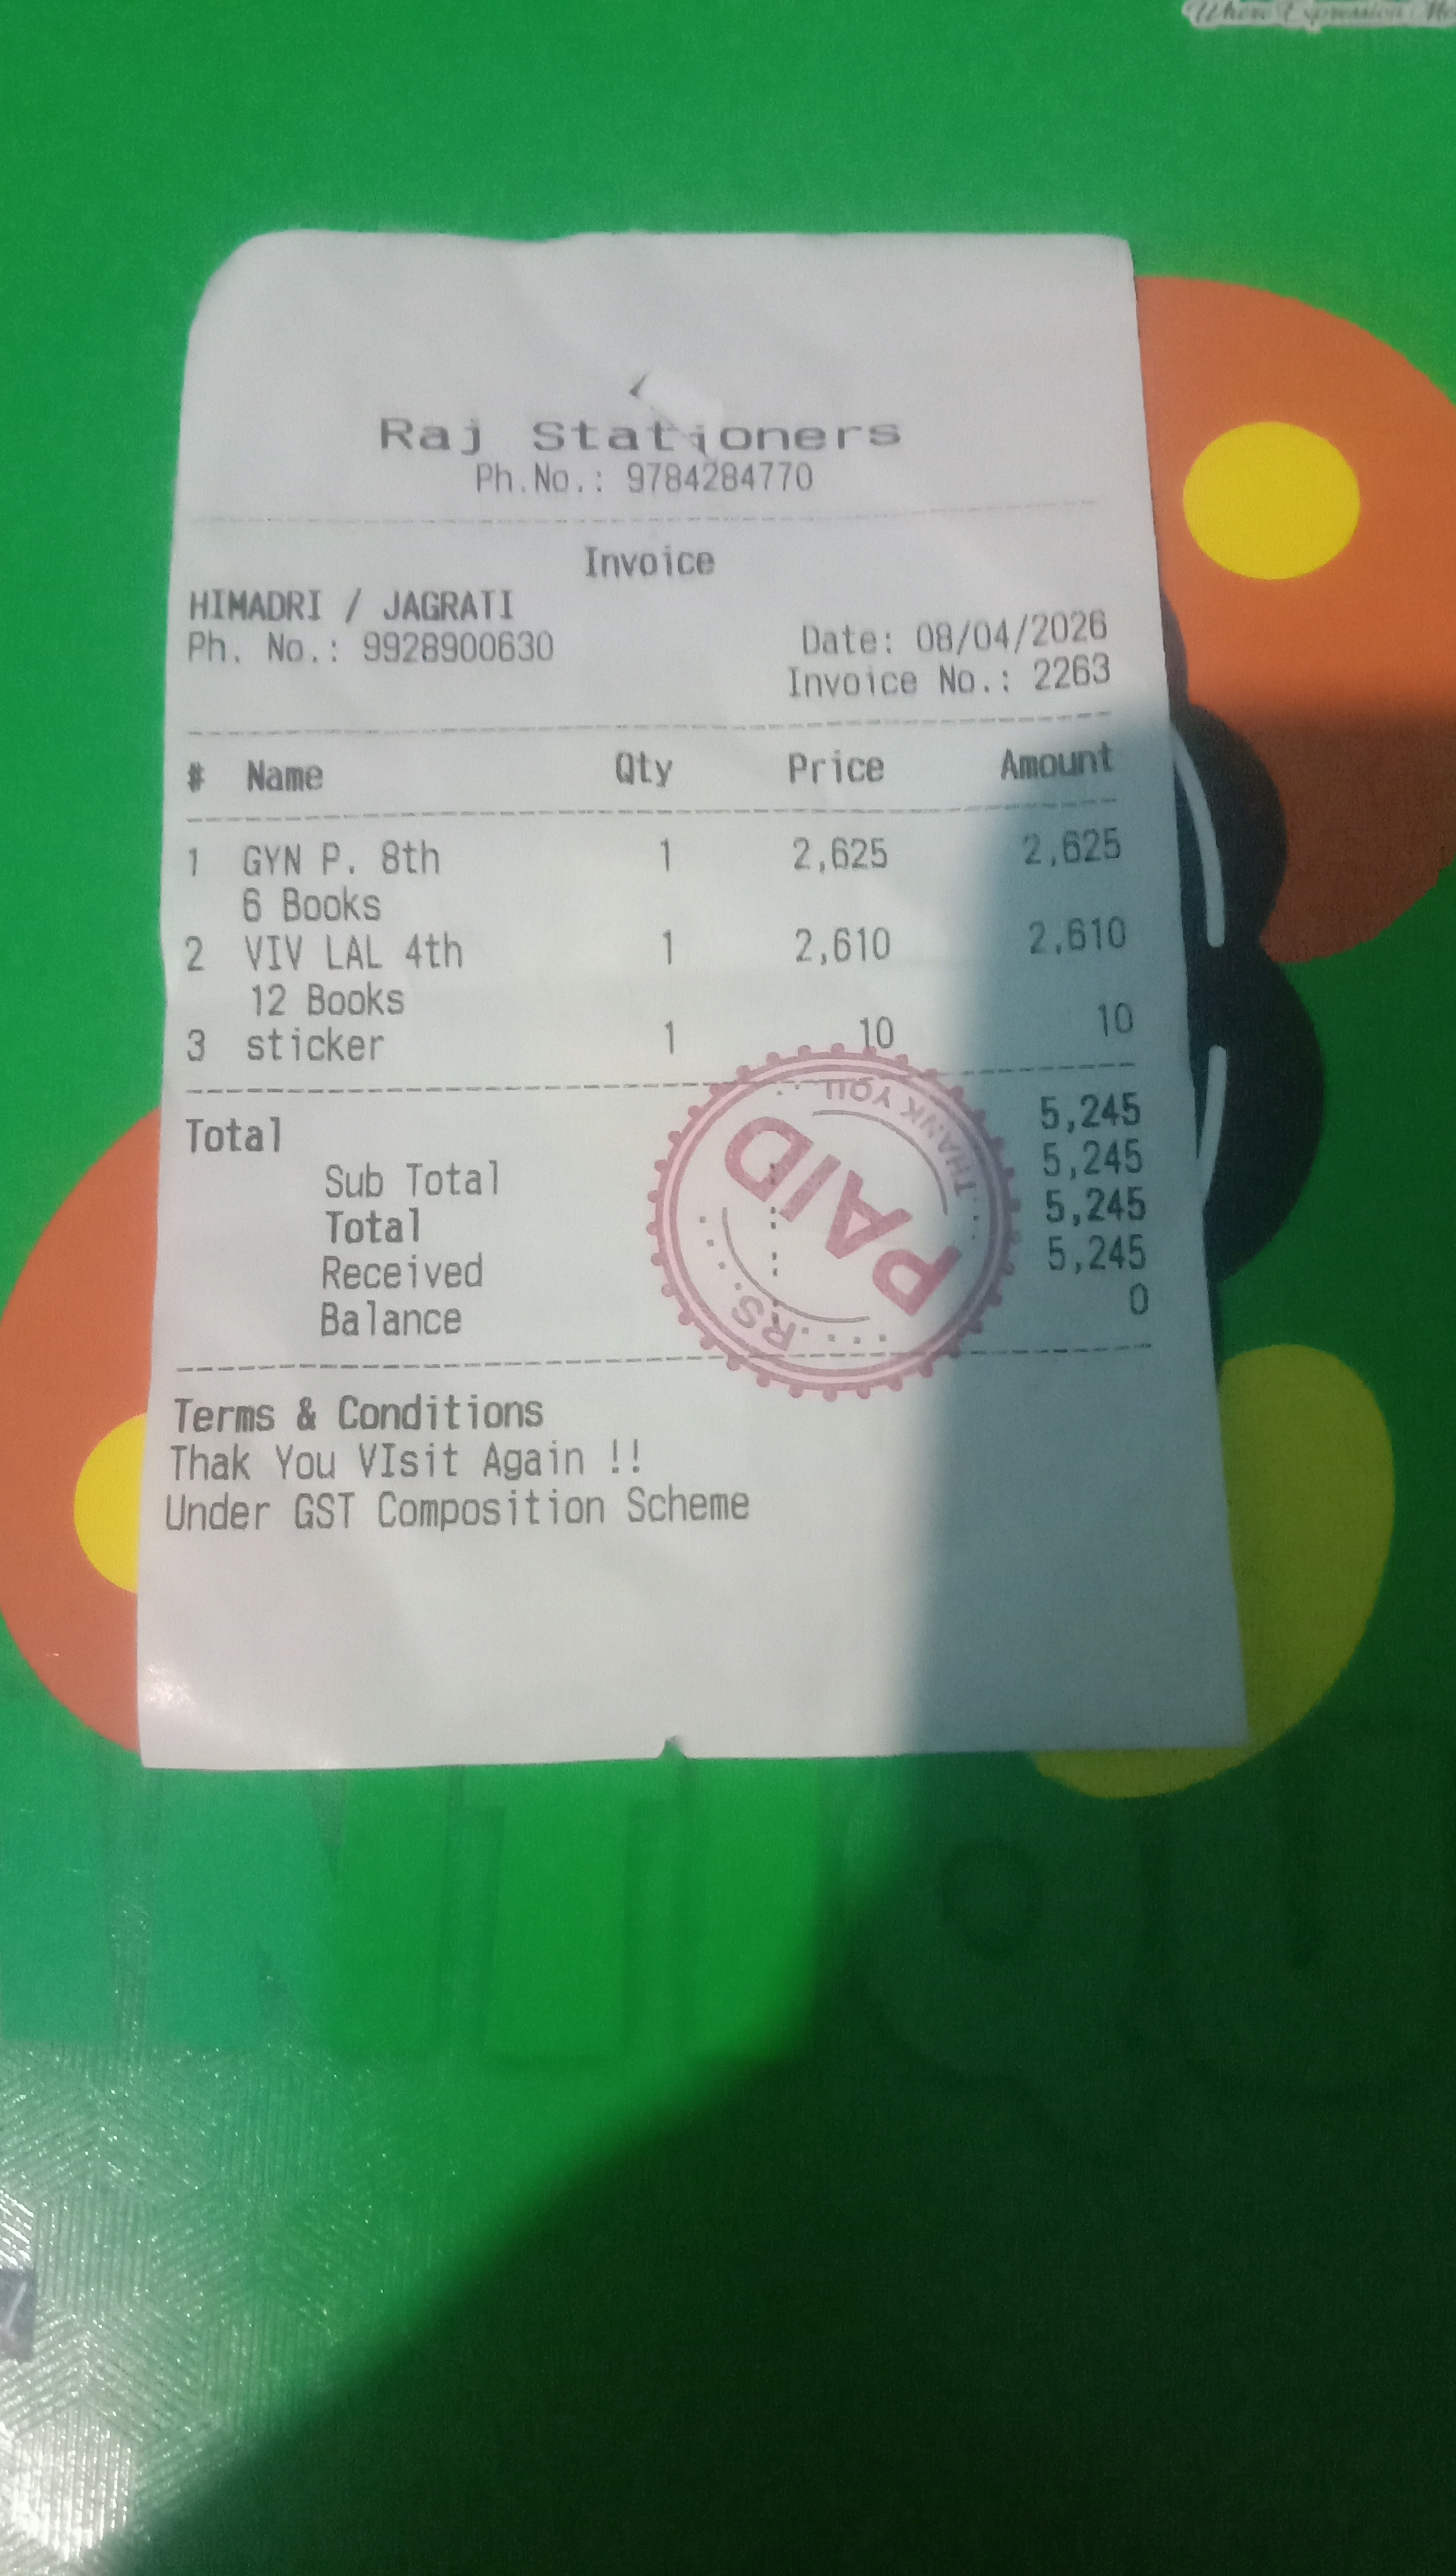 Where Expression
Raj Stationers
Ph.No.: 9784284770
Invoice
HIMADRI / JAGRATI
Ph. No.: 9928900630
Date: 08/04/2026
Invoice No.: 2263
# Name Qty Price Amount
1 GYN P. 8th 1 2,625 2,625
6 Books
2 VIV LAL 4th 1 2,610 2,610
12 Books
3 sticker 1 10 10
Total 5,245
Sub Total : 5,245
Total : 5,245
Received : 5,245
Balance : 0
THANK YOU
PAID
RS.
Terms & Conditions
Thak You VIsit Again !!
Under GST Composition Scheme